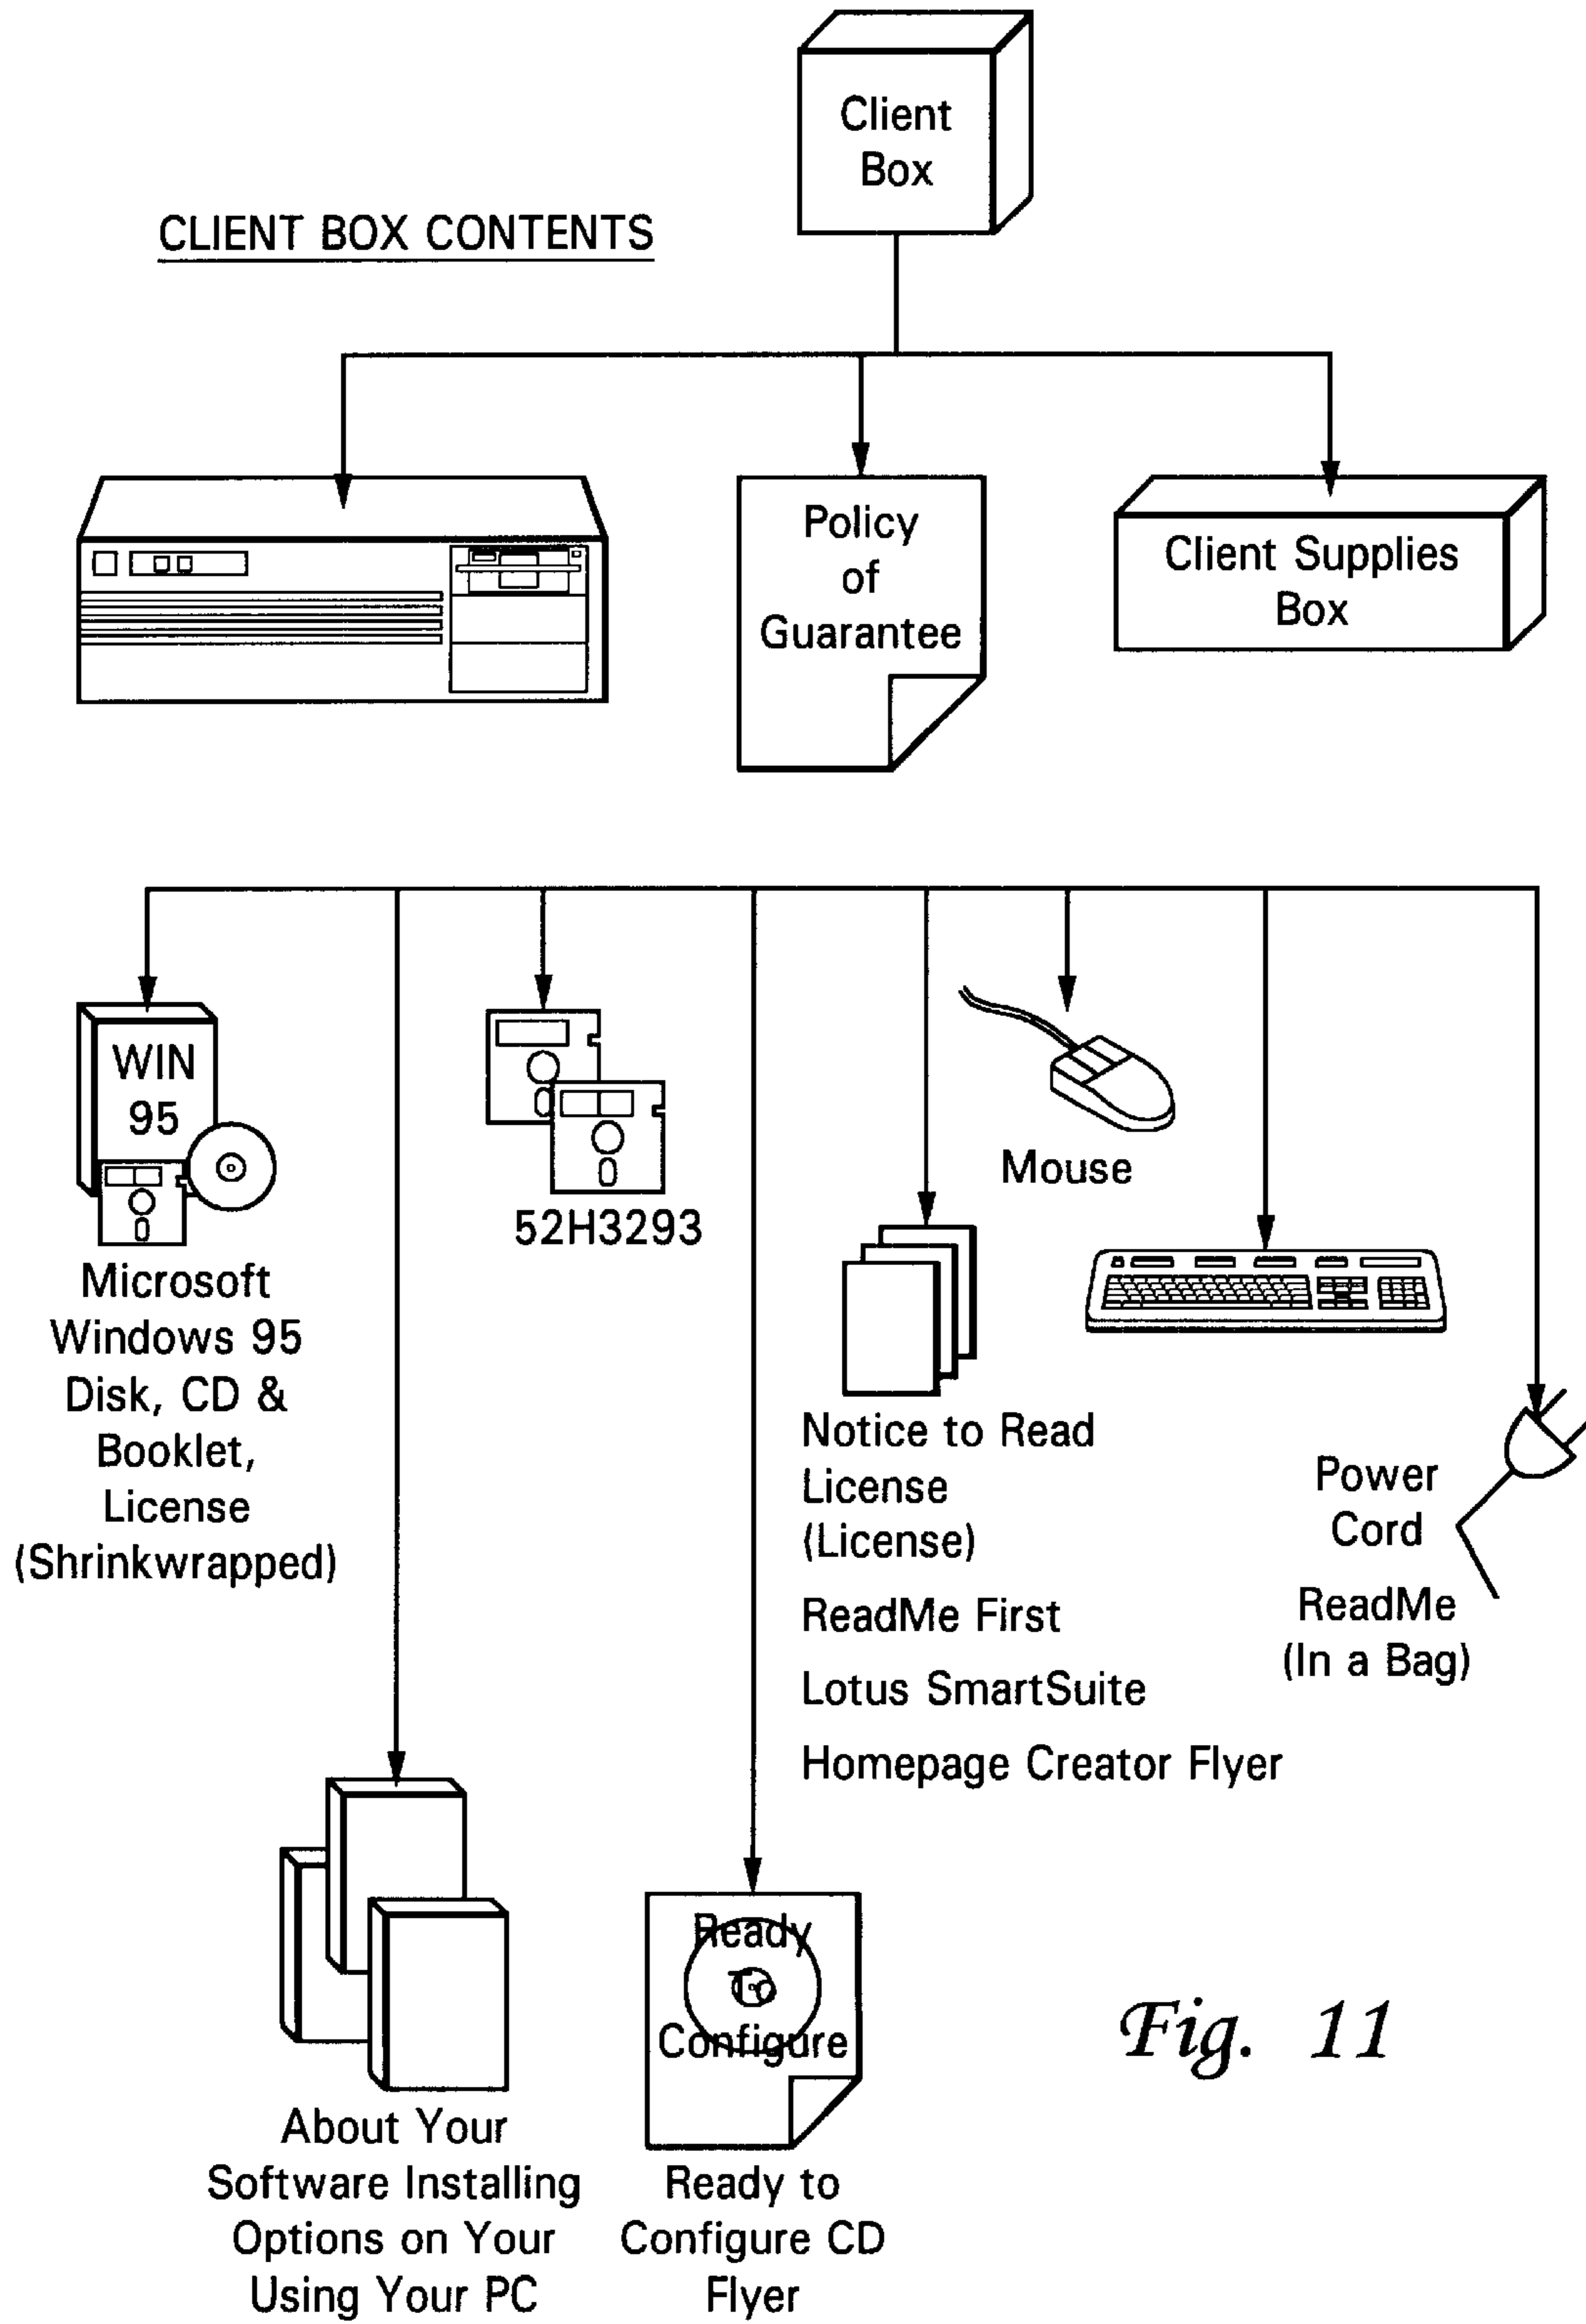 Client
Box
CLIENT BOX CONTENTS
Policy
of
Guarantee
Client Supplies
Box
WIN
95
Microsoft
Windows 95
Disk, CD &
Booklet,
License
(Shrinkwrapped)
52H3293
Mouse
Notice to Read
License
(License)
ReadMe First
Lotus SmartSuite
Homepage Creator Flyer
Power
Cord
ReadMe
(In a Bag)
About Your
Software Installing
Options on Your
Using Your PC
Ready
To
Configure
Ready to
Configure CD
Flyer
Fig. 11